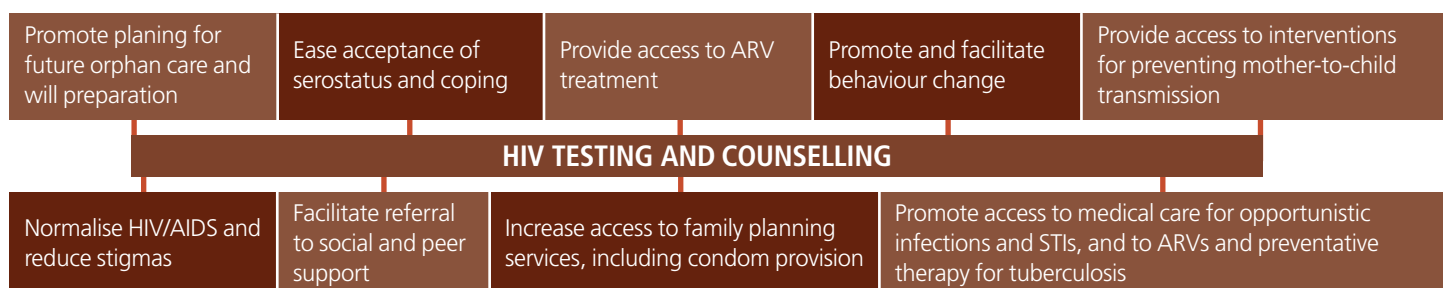 Promote planing for
future orphan care and
will preparation
Ease acceptance of
serostatus and coping
Provide access to ARV
treatment
Promote and facilitate
behaviour change
Provide access to interventions
for preventing mother-to-child
transmission
HIV TESTING AND COUNSELLING
Normalise HIV/AIDS and
reduce stigmas
Facilitate referral
to social and peer
support
Increase access to family planning
services, including condom provision
Promote access to medical care for opportunistic
infections and STIs, and to ARVs and preventative
therapy for tuberculosis